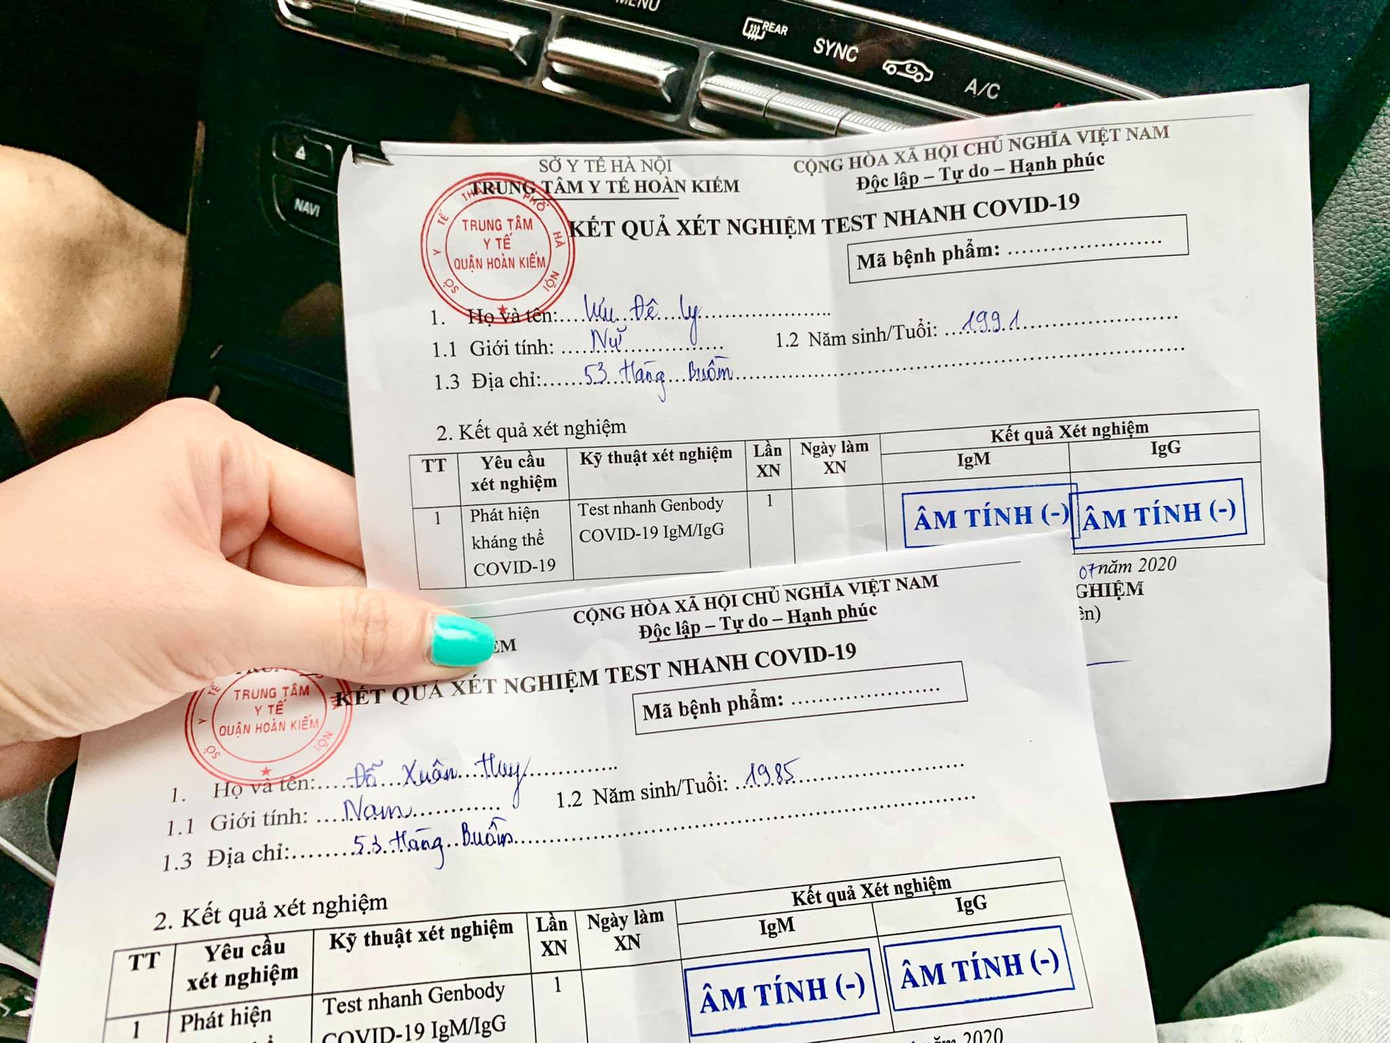 MENU
REAR
SYNC
A/C
NAVI
SỞ Y TẾ HÀ NỘI
TRUNG TÂM Y TẾ HOÀN KIẾM
CỘNG HÒA XÃ HỘI CHỦ NGHĨA VIỆT NAM
Độc lập – Tự do – Hạnh phúc
SỞ Y TẾ THÀNH PHỐ HÀ NỘI
TRUNG TÂM
Y TẾ
QUẬN HOÀN KIẾM
KẾT QUẢ XÉT NGHIỆM TEST NHANH COVID-19
Mã bệnh phẩm: ........................
1. Họ và tên:.... Đê Ly........................
1.1 Giới tính: .... Nữ ................
1.2 Năm sinh/Tuổi: ...1991............................
1.3 Địa chỉ:...... 53 Hàng Buồm............................
2. Kết quả xét nghiệm
TT Yêu cầu xét nghiệm Kỹ thuật xét nghiệm Lần XN Ngày làm XN Kết quả Xét nghiệm
IgM IgG
1 Phát hiện kháng thể COVID-19 Test nhanh Genbody COVID-19 IgM/IgG 1 ÂM TÍNH (-) ÂM TÍNH (-)
07 năm 2020
GHIỆM
ên)
ẾM
CỘNG HÒA XÃ HỘI CHỦ NGHĨA VIỆT NAM
Độc lập – Tự do – Hạnh phúc
TRUNG TÂM
Y TẾ
QUẬN HOÀN KIẾM
KẾT QUẢ XÉT NGHIỆM TEST NHANH COVID-19
Mã bệnh phẩm: ........................
1. Họ và tên:.... Đỗ Xuân Huy................
1.1 Giới tính: .... Nam................
1.2 Năm sinh/Tuổi: ...1985........................
1.3 Địa chỉ:........ 53 Hàng Buồm............................
2. Kết quả xét nghiệm
TT Yêu cầu xét nghiệm Kỹ thuật xét nghiệm Lần XN Ngày làm XN Kết quả Xét nghiệm
IgM IgG
1 Phát hiện Test nhanh Genbody COVID-19 IgM/IgG 1 ÂM TÍNH (-) ÂM TÍNH (-)
năm 2020